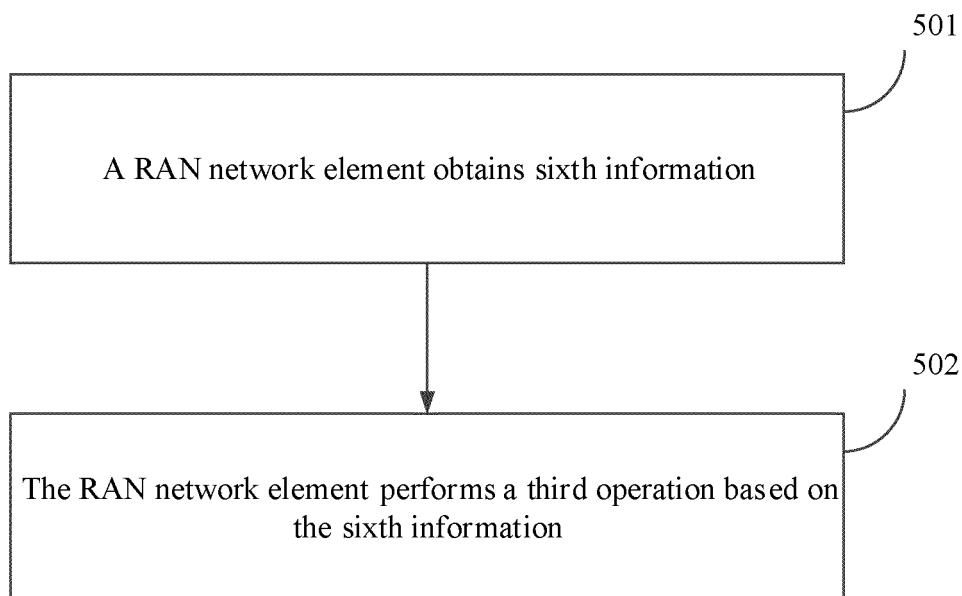 501
A RAN network element obtains sixth information
502
The RAN network element performs a third operation based on
the sixth information